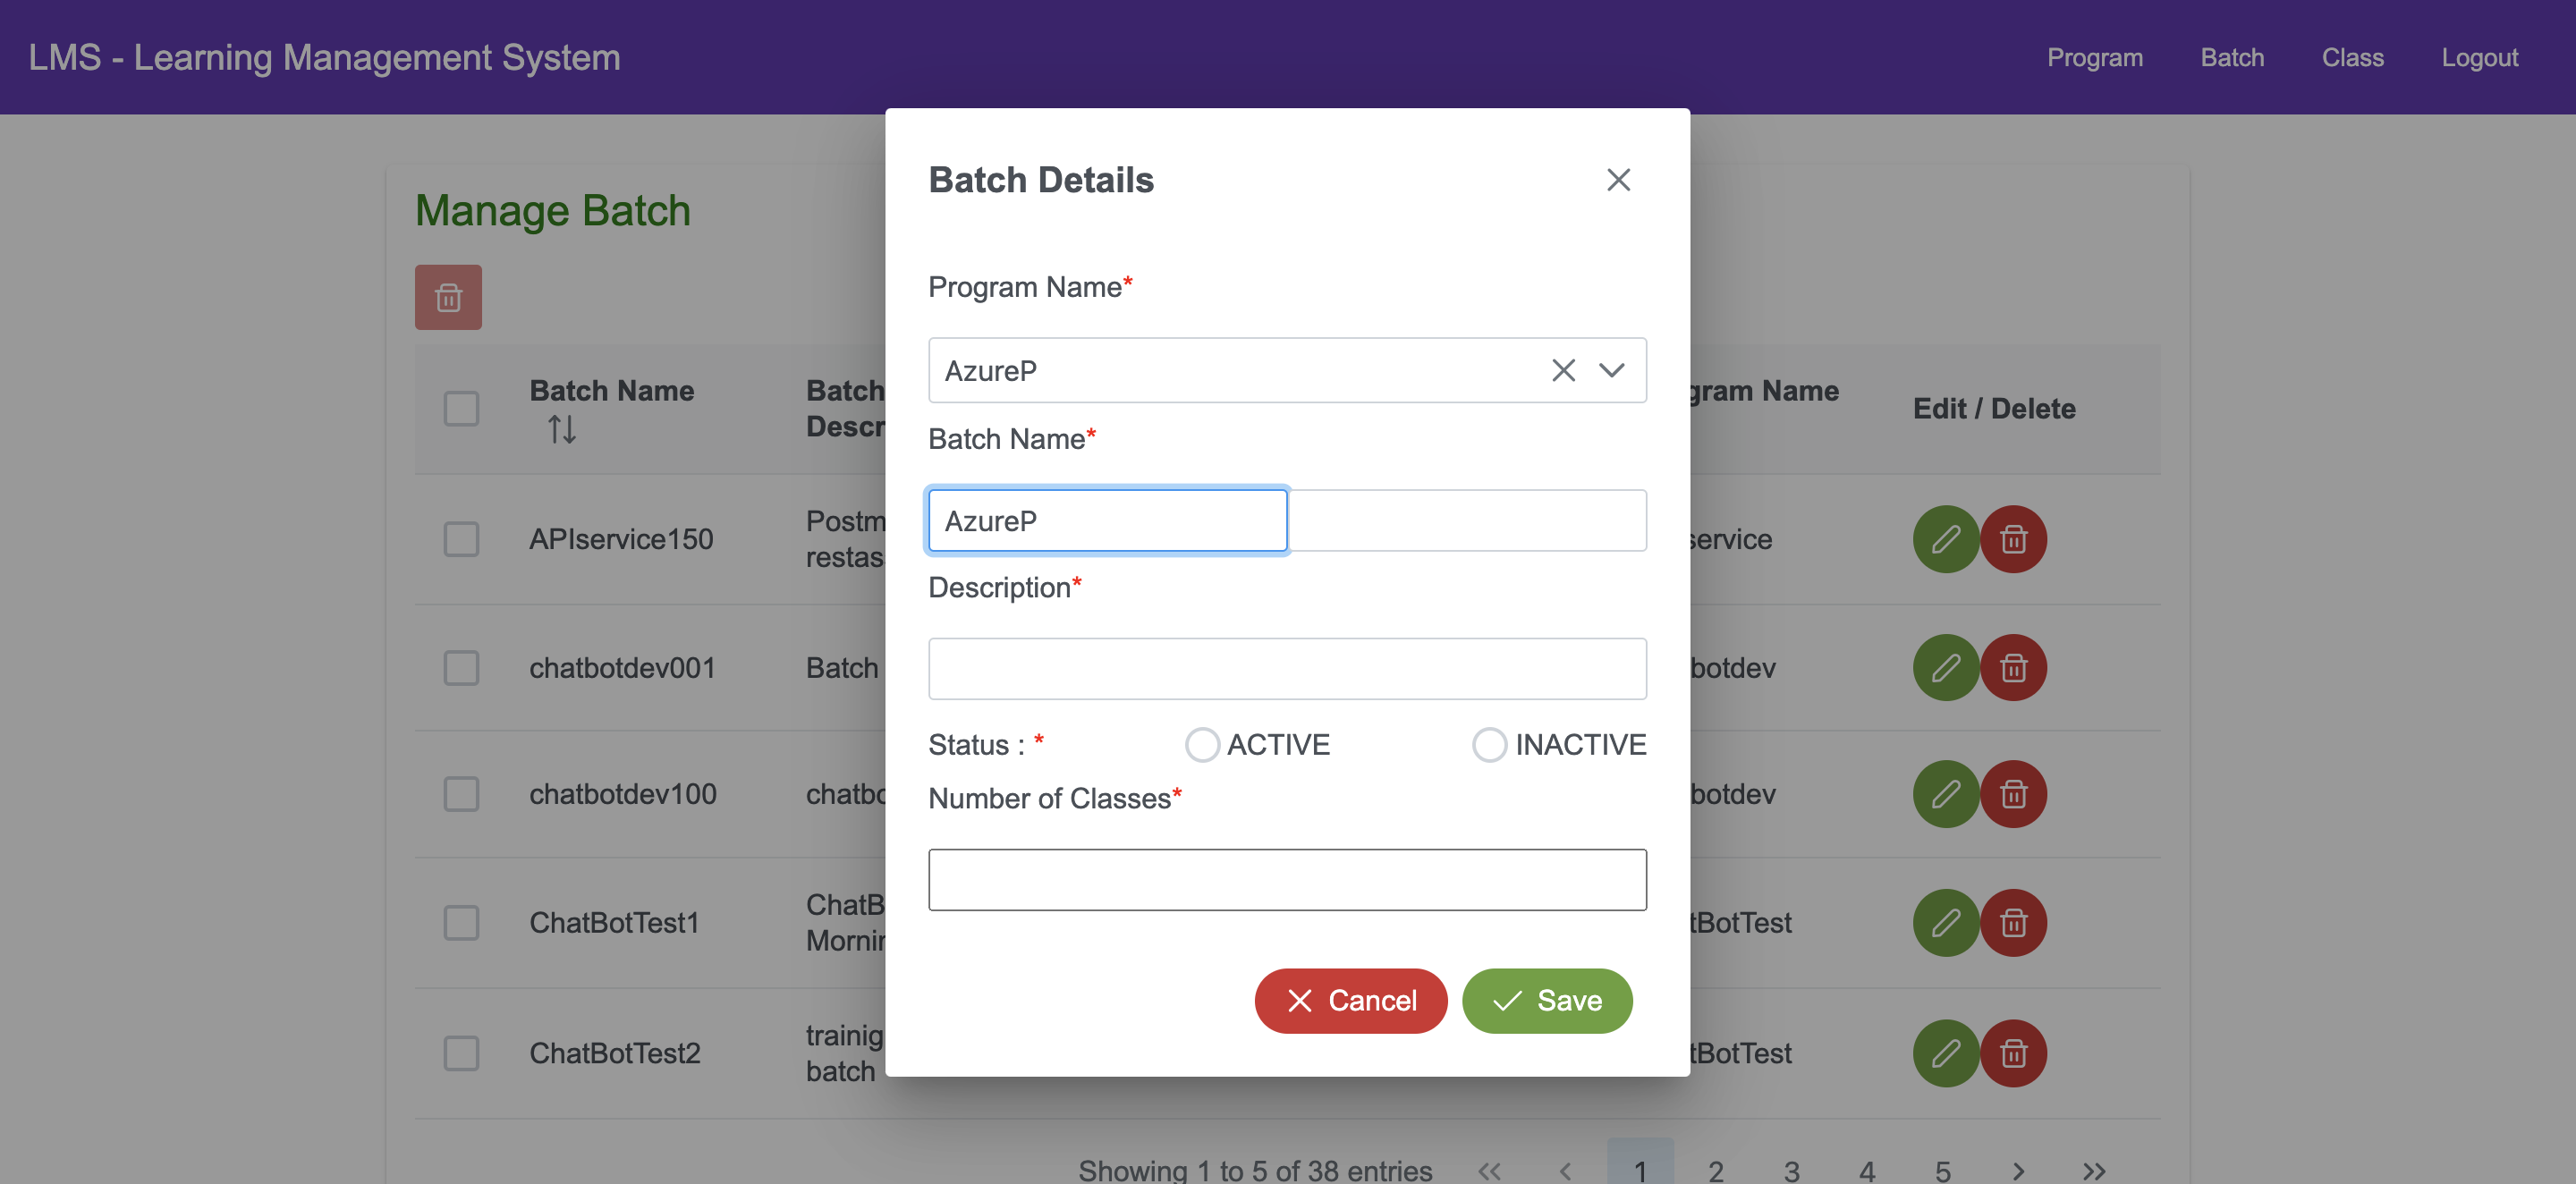 LMS - Learning Management System
Program Batch Class Logout
Manage Batch
Batch Details
Program Name*
AzureP
Batch Name*
AzureP
Description*
Status : * ACTIVE INACTIVE
Number of Classes*
Cancel Save
Batch Name Batch gram Name Edit / Delete
Descr
APIservice150 Postm service
restas
chatbotdev001 Batch botdev
chatbotdev100 chatbo botdev
ChatBotTest1 ChatB tBotTest
Mornin
ChatBotTest2 trainig tBotTest
batch
Showing 1 to 5 of 38 entries 1 2 3 4 5